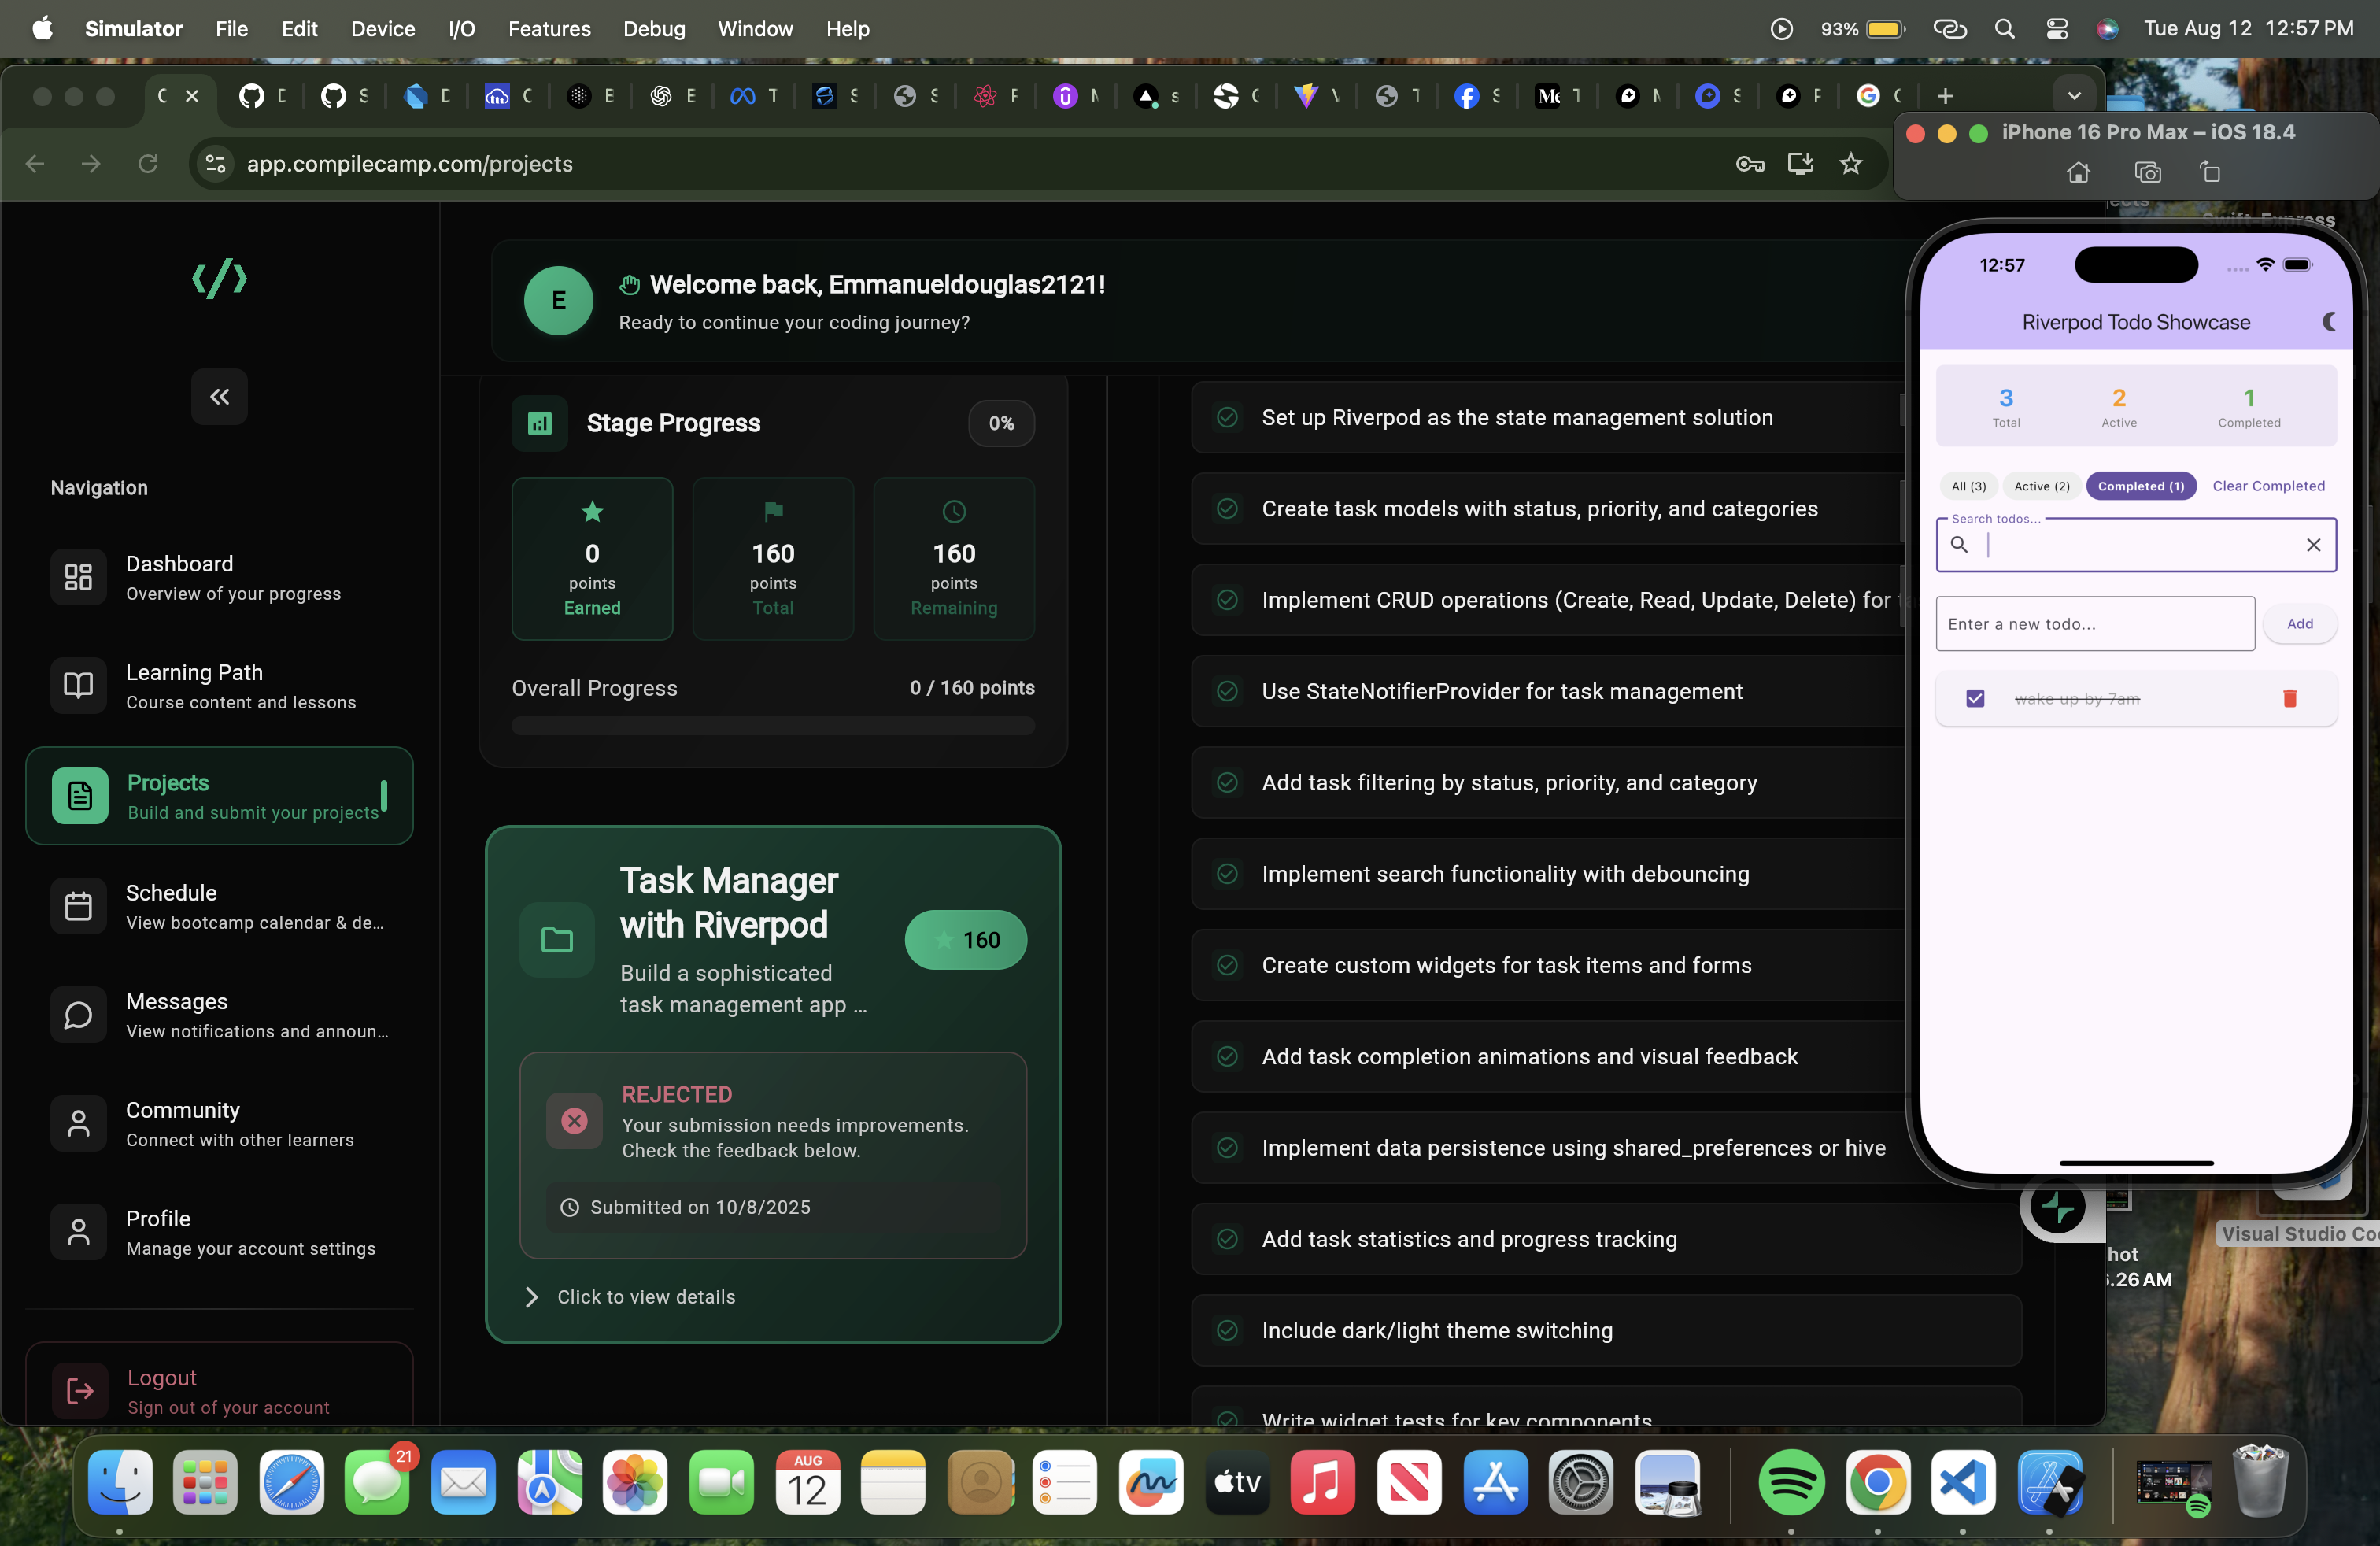 Simulator File Edit Device I/O Features Debug Window Help
93% Tue Aug 12 12:57 PM
app.compilecamp.com/projects
Navigation
Dashboard
Overview of your progress
Learning Path
Course content and lessons
Projects
Build and submit your projects
Schedule
View bootcamp calendar & de...
Messages
View notifications and announ...
Community
Connect with other learners
Profile
Manage your account settings
Logout
Sign out of your account
E
Welcome back, Emmanueldouglas2121!
Ready to continue your coding journey?
Stage Progress
0%
0
points
Earned
160
points
Total
160
points
Remaining
Overall Progress
0 / 160 points
Task Manager
with Riverpod
Build a sophisticated
task management app ...
160
REJECTED
Your submission needs improvements.
Check the feedback below.
Submitted on 10/8/2025
Click to view details
Set up Riverpod as the state management solution
Create task models with status, priority, and categories
Implement CRUD operations (Create, Read, Update, Delete) for
Use StateNotifierProvider for task management
Add task filtering by status, priority, and category
Implement search functionality with debouncing
Create custom widgets for task items and forms
Add task completion animations and visual feedback
Implement data persistence using shared_preferences or hive
Add task statistics and progress tracking
Include dark/light theme switching
Write widget tests for key components
iPhone 16 Pro Max – iOS 18.4
Swift-Express
12:57
Riverpod Todo Showcase
3
Total
2
Active
1
Completed
All (3)
Active (2)
Completed (1)
Clear Completed
Search todos...
Enter a new todo...
Add
wake up by 7am
Visual Studio Co
hot
.26 AM
21
AUG
12
tv